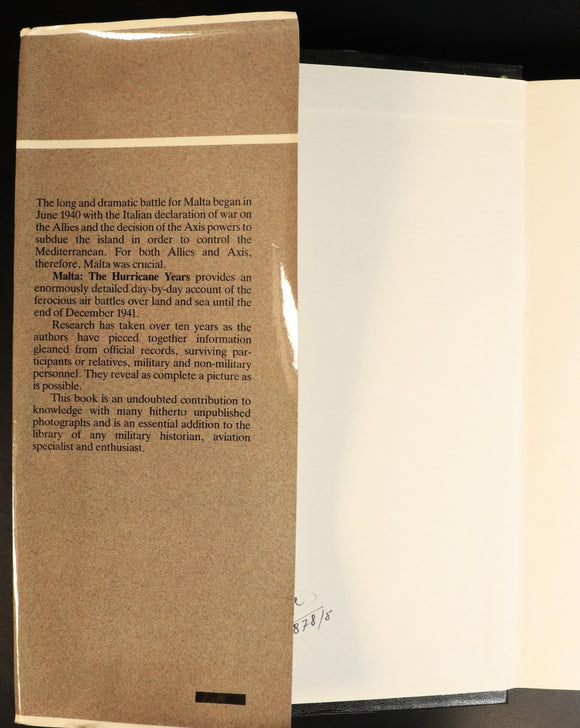 The long and dramatic battle for Malta began in
June 1940 with the Italian declaration of war on
the Allies and the decision of the Axis powers to
subdue the island in order to control the
Mediterranean. For both Allies and Axis,
therefore, Malta was crucial.
Malta: The Hurricane Years provides an
enormously detailed day-by-day account of the
ferocious air battles over land and sea until the
end of December 1941.
Research has taken over ten years as the
authors have pieced together information
gleaned from official records, surviving par-
ticipants or relatives, military and non-military
personnel. They reveal as complete a picture as
is possible.
This book is an undoubted contribution to
knowledge with many hitherto unpublished
photographs and is an essential addition to the
library of any military historian, aviation
specialist and enthusiast.
878/5